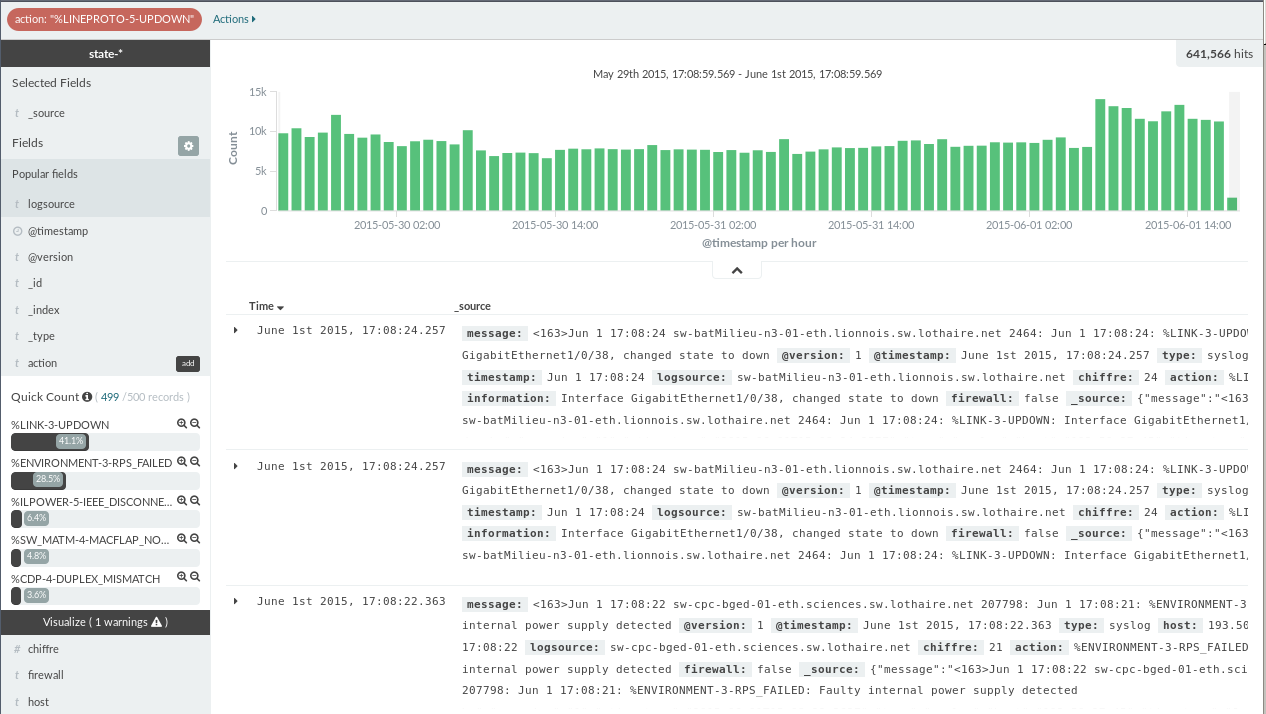 action: "%LINEPROTO-5-UPDOWN" Actions
state-*
641,566 hits
Selected Fields
t _source
Fields
Popular fields
t logsource
@timestamp
t @version
t _id
t _index
t _type
t action add
Quick Count ( 499 /500 records )
%LINK-3-UPDOWN
41.1%
%ENVIRONMENT-3-RPS_FAILED
28.5%
%ILPOWER-5-IEEE_DISCONNE...
6.4%
%SW_MATM-4-MACFLAP_NO...
4.8%
%CDP-4-DUPLEX_MISMATCH
3.6%
Visualize ( 1 warnings )
# chiffre
t firewall
t host
May 29th 2015, 17:08:59.569 - June 1st 2015, 17:08:59.569
15k
10k
5k
0
Count
2015-05-30 02:00 2015-05-30 14:00 2015-05-31 02:00 2015-05-31 14:00 2015-06-01 02:00 2015-06-01 14:00
@timestamp per hour
Time _source
June 1st 2015, 17:08:24.257 message: <163>Jun 1 17:08:24 sw-batMilieu-n3-01-eth.lionnois.sw.lothaire.net 2464: Jun 1 17:08:24: %LINK-3-UPDOW
GigabitEthernet1/0/38, changed state to down @version: 1 @timestamp: June 1st 2015, 17:08:24.257 type: syslog
timestamp: Jun 1 17:08:24 logsource: sw-batMilieu-n3-01-eth.lionnois.sw.lothaire.net chiffre: 24 action: %LI
information: Interface GigabitEthernet1/0/38, changed state to down firewall: false _source: {"message":"<163
sw-batMilieu-n3-01-eth.lionnois.sw.lothaire.net 2464: Jun 1 17:08:24: %LINK-3-UPDOWN: Interface GigabitEthernet1,
June 1st 2015, 17:08:24.257 message: <163>Jun 1 17:08:24 sw-batMilieu-n3-01-eth.lionnois.sw.lothaire.net 2464: Jun 1 17:08:24: %LINK-3-UPDOW
GigabitEthernet1/0/38, changed state to down @version: 1 @timestamp: June 1st 2015, 17:08:24.257 type: syslog
timestamp: Jun 1 17:08:24 logsource: sw-batMilieu-n3-01-eth.lionnois.sw.lothaire.net chiffre: 24 action: %LI
information: Interface GigabitEthernet1/0/38, changed state to down firewall: false _source: {"message":"<163
sw-batMilieu-n3-01-eth.lionnois.sw.lothaire.net 2464: Jun 1 17:08:24: %LINK-3-UPDOWN: Interface GigabitEthernet1,
June 1st 2015, 17:08:22.363 message: <163>Jun 1 17:08:22 sw-cpc-bged-01-eth.sciences.sw.lothaire.net 207798: Jun 1 17:08:21: %ENVIRONMENT-3
internal power supply detected @version: 1 @timestamp: June 1st 2015, 17:08:22.363 type: syslog host: 193.50
17:08:22 logsource: sw-cpc-bged-01-eth.sciences.sw.lothaire.net chiffre: 21 action: %ENVIRONMENT-3-RPS_FAILED
internal power supply detected firewall: false _source: {"message":"<163>Jun 1 17:08:22 sw-cpc-bged-01-eth.sci
207798: Jun 1 17:08:21: %ENVIRONMENT-3-RPS_FAILED: Faulty internal power supply detected